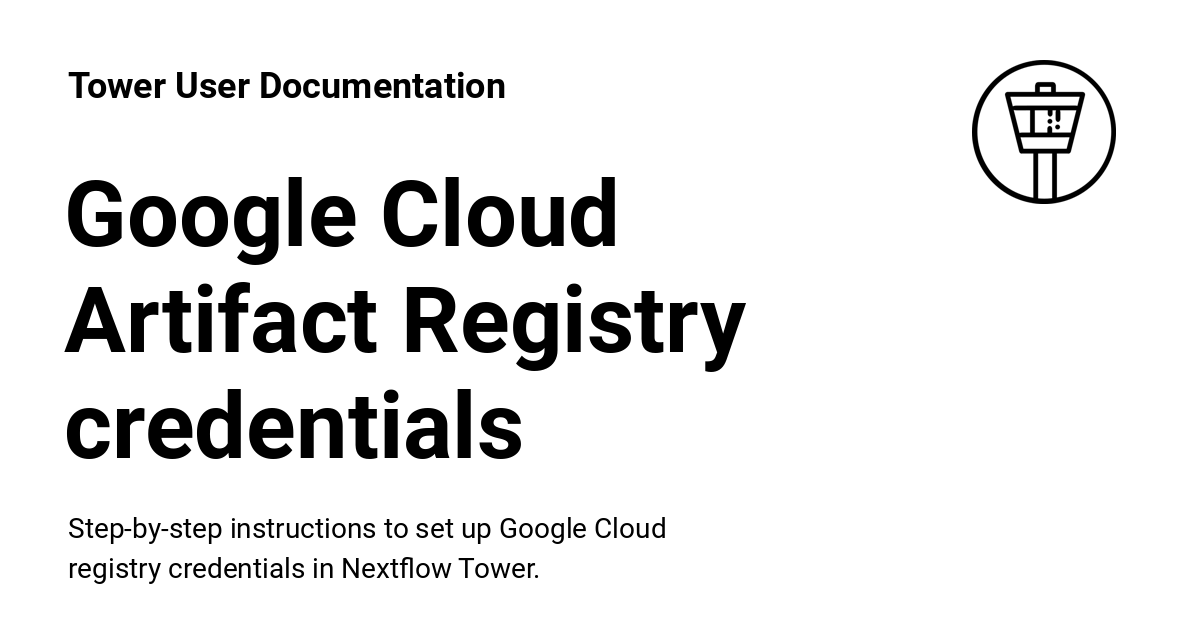 Tower User Documentation
Google Cloud
Artifact Registry
credentials
Step-by-step instructions to set up Google Cloud
registry credentials in Nextflow Tower.